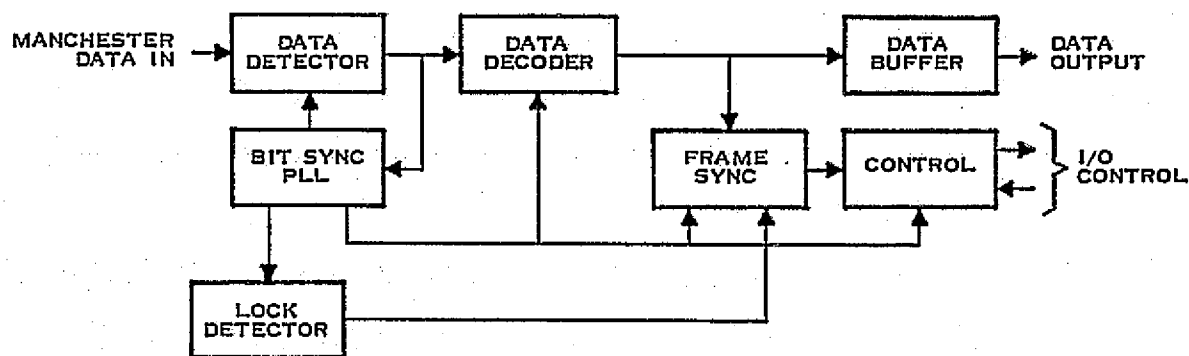 MANCHESTER
DATA IN
DATA
DETECTOR
DATA
DECODER
DATA
BUFFER
DATA
OUTPUT
BIT SYNC
PLL
FRAME
SYNC
CONTROL
I/O
CONTROL
LOCK
DETECTOR